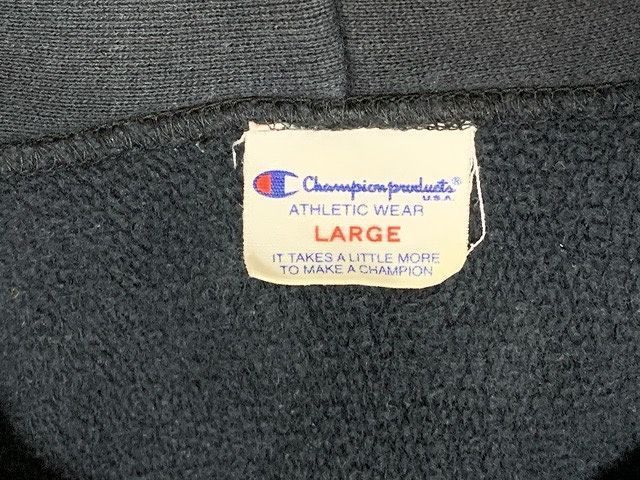 Championproducts®
U.S.A.
ATHLETIC WEAR
LARGE
IT TAKES A LITTLE MORE
TO MAKE A CHAMPION